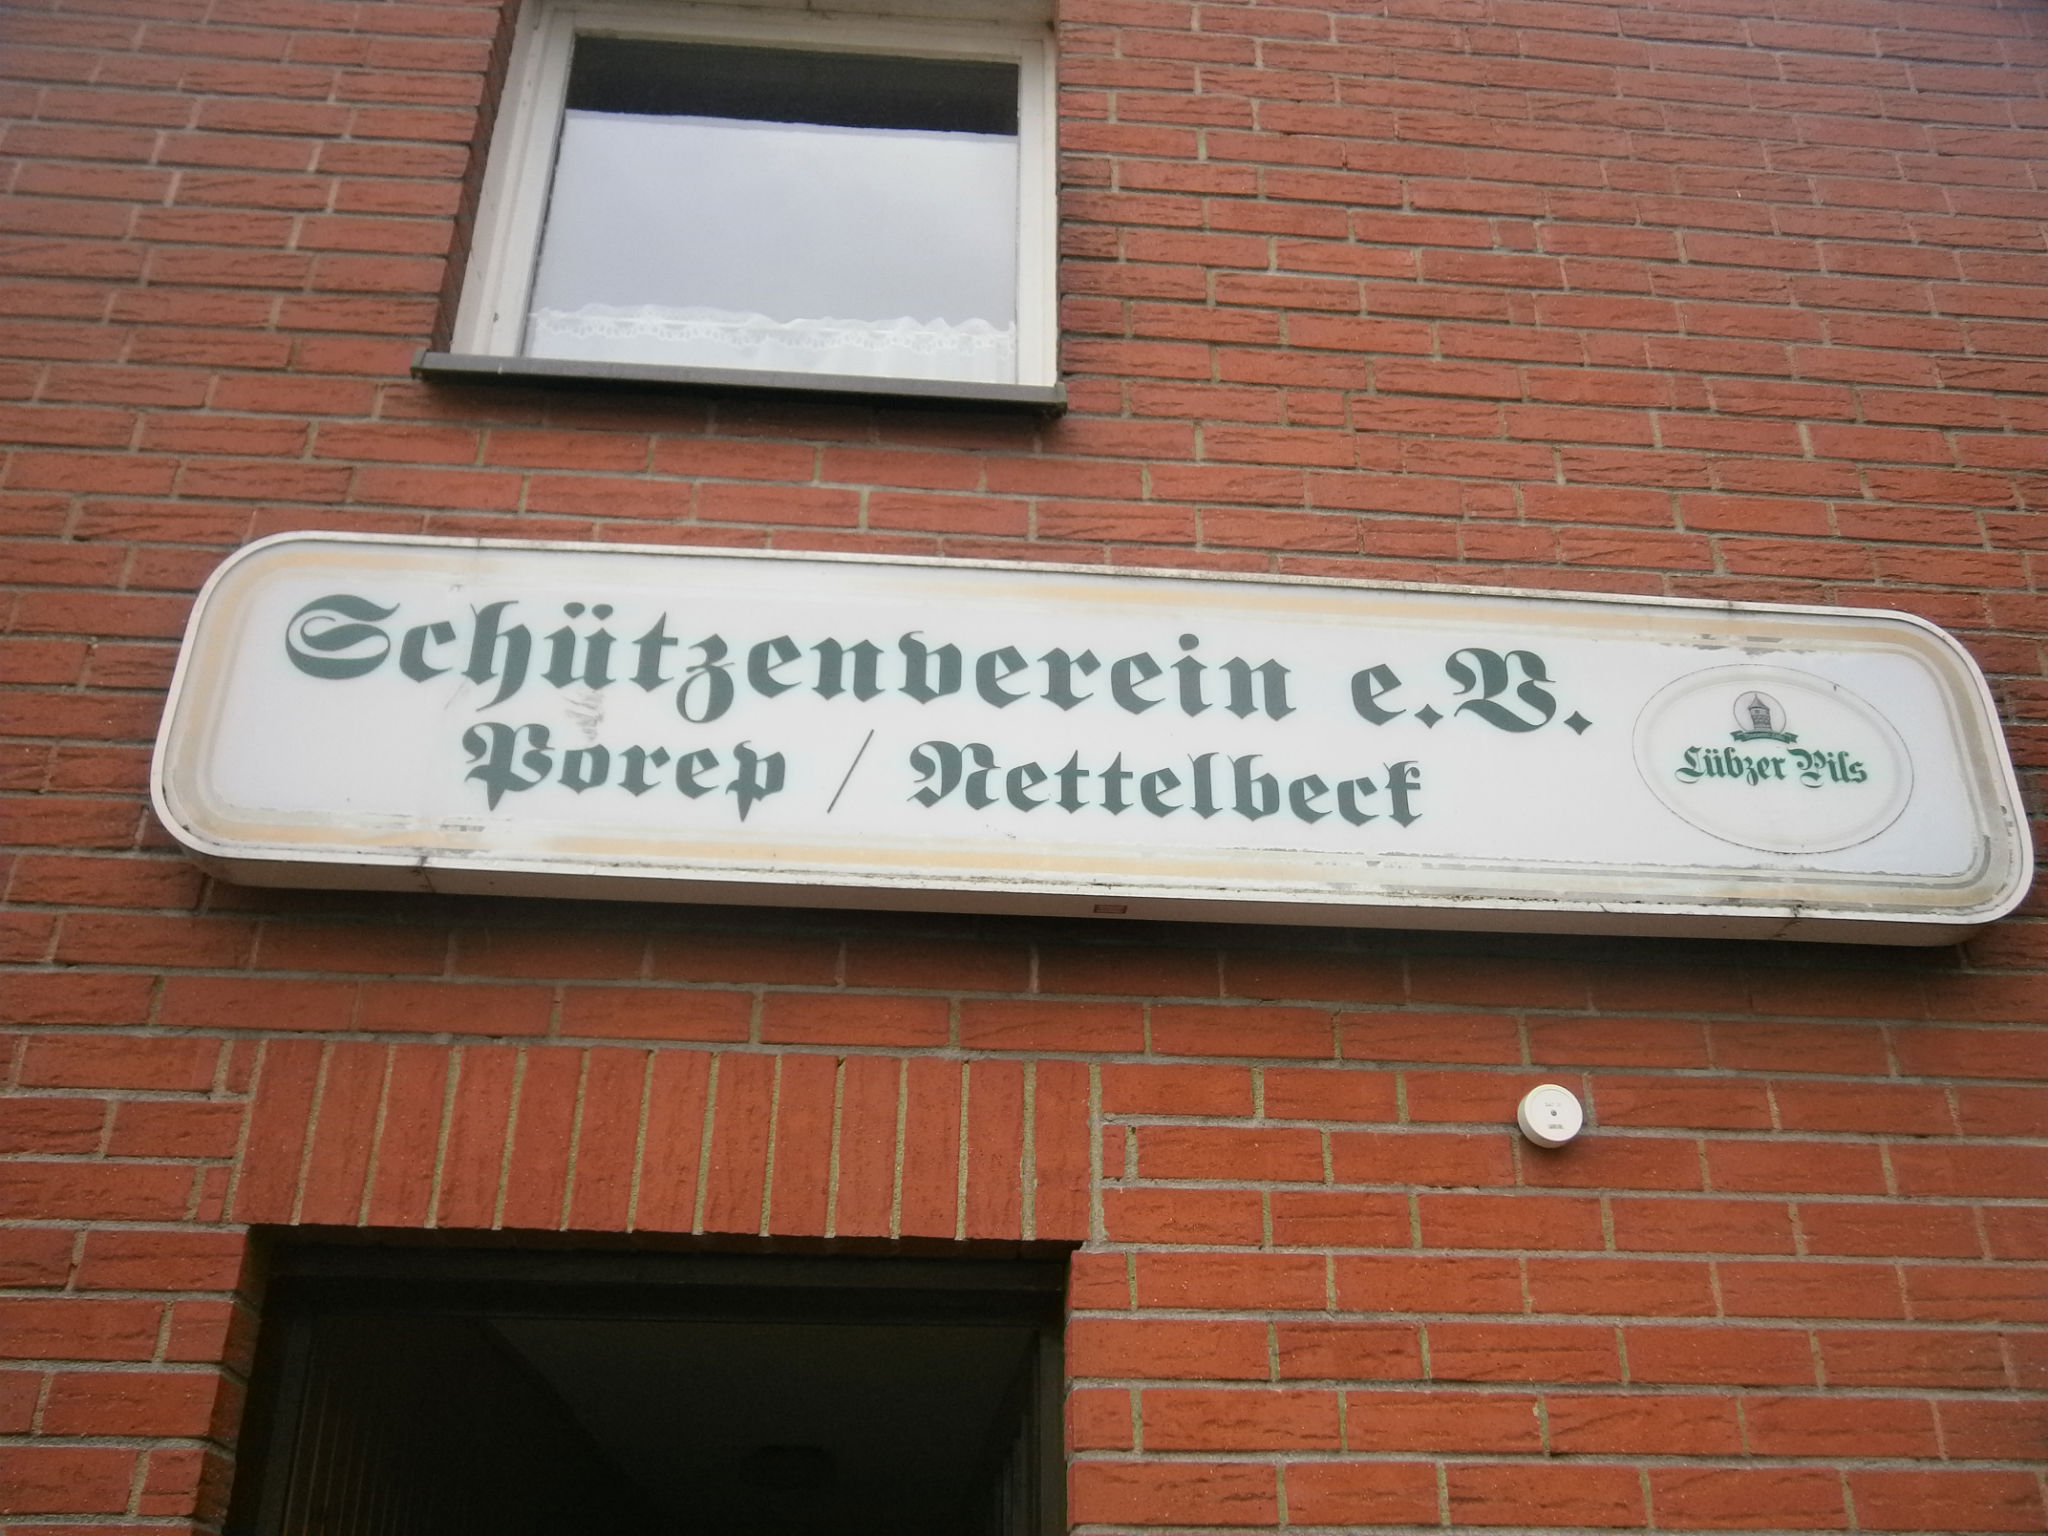 Schützenverein e.V.
Porep / Nettelbeck
Lübzer Pils